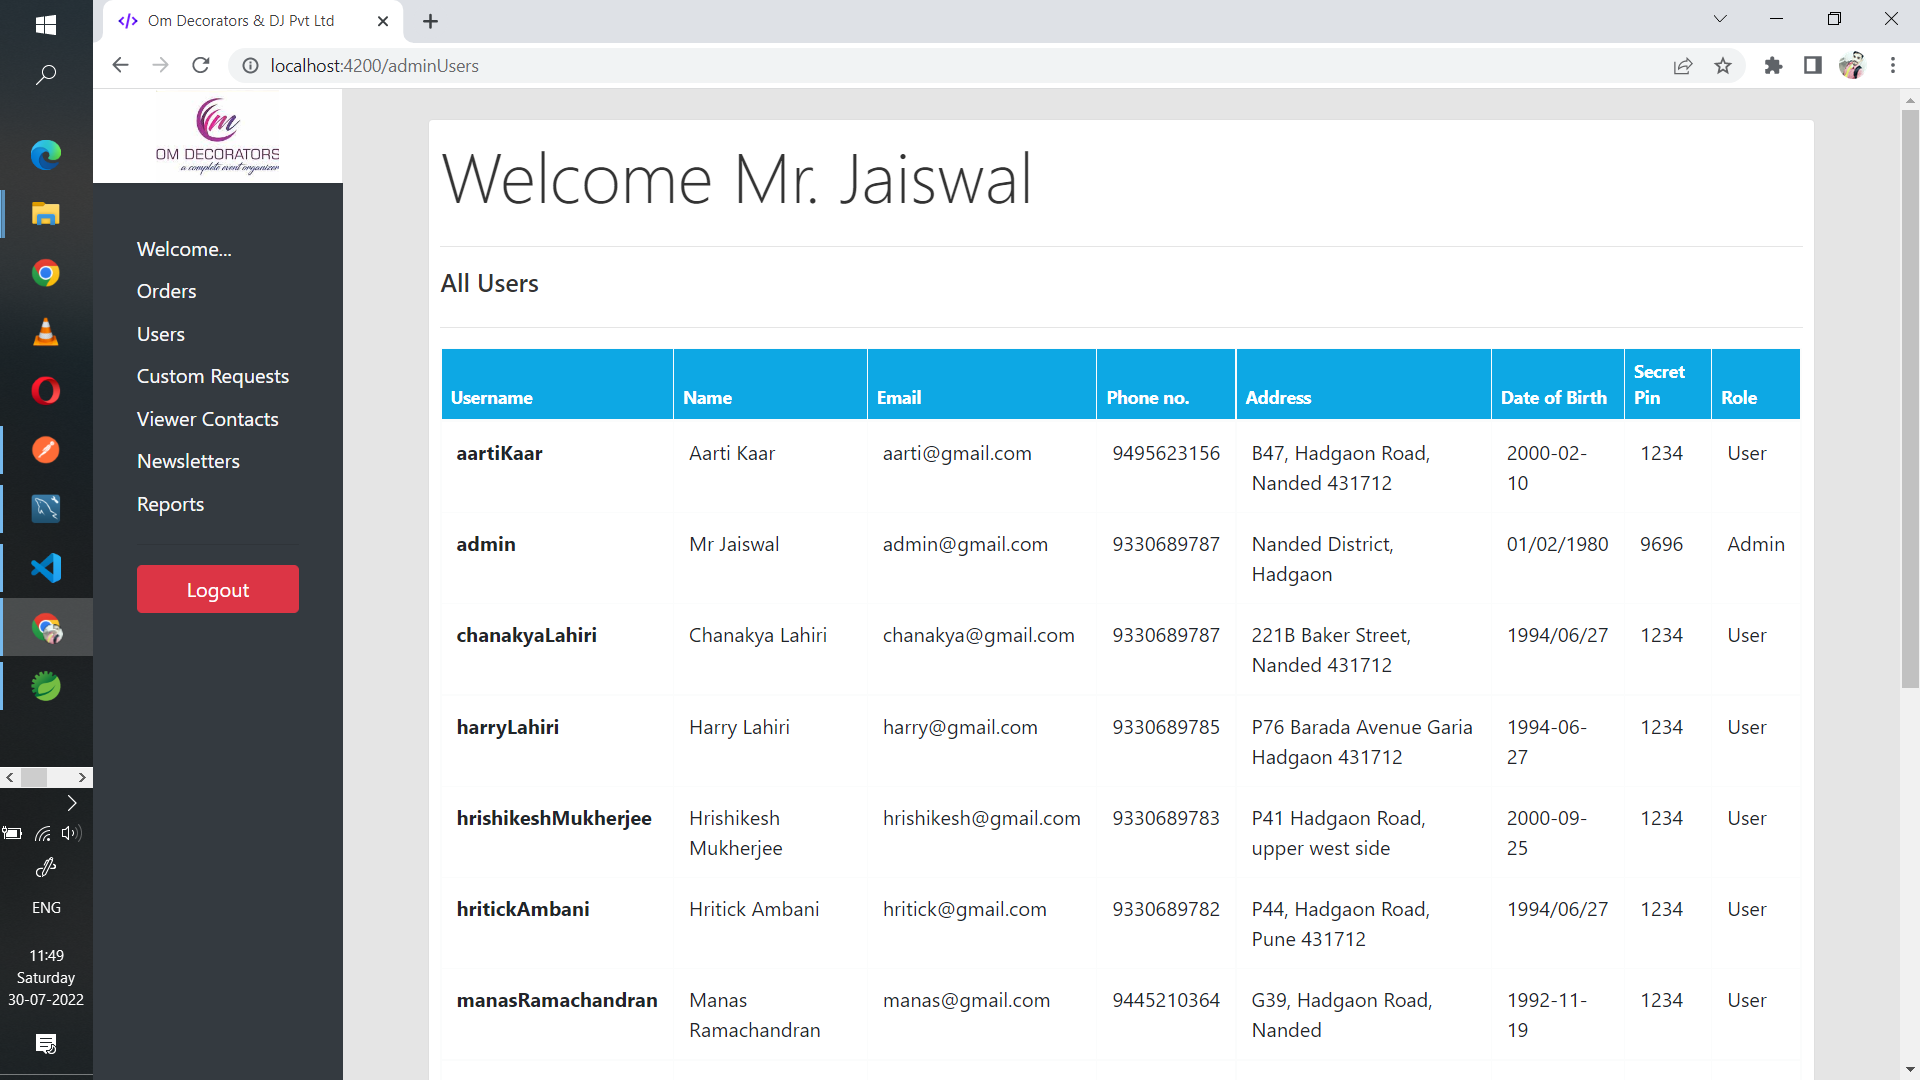 Om Decorators & DJ Pvt Ltd
localhost:4200/adminUsers
m
OM DECORATORS
a complete event organizer
Welcome...
Orders
Users
Custom Requests
Viewer Contacts
Newsletters
Reports
Logout
ENG
11:49
Saturday
30-07-2022
Welcome Mr. Jaiswal
All Users
Username Name Email Phone no. Address Date of Birth Secret Pin Role
aartiKaar Aarti Kaar aarti@gmail.com 9495623156 B47, Hadgaon Road, 2000-02- 1234 User
Nanded 431712 10
admin Mr Jaiswal admin@gmail.com 9330689787 Nanded District, 01/02/1980 9696 Admin
Hadgaon
chanakyaLahiri Chanakya Lahiri chanakya@gmail.com 9330689787 221B Baker Street, 1994/06/27 1234 User
Nanded 431712
harryLahiri Harry Lahiri harry@gmail.com 9330689785 P76 Barada Avenue Garia 1994-06- 1234 User
Hadgaon 431712 27
hrishikeshMukherjee Hrishikesh hrishikesh@gmail.com 9330689783 P41 Hadgaon Road, 2000-09- 1234 User
Mukherjee upper west side 25
hritickAmbani Hritick Ambani hritick@gmail.com 9330689782 P44, Hadgaon Road, 1994/06/27 1234 User
Pune 431712
manasRamachandran Manas manas@gmail.com 9445210364 G39, Hadgaon Road, 1992-11- 1234 User
Ramachandran Nanded 19